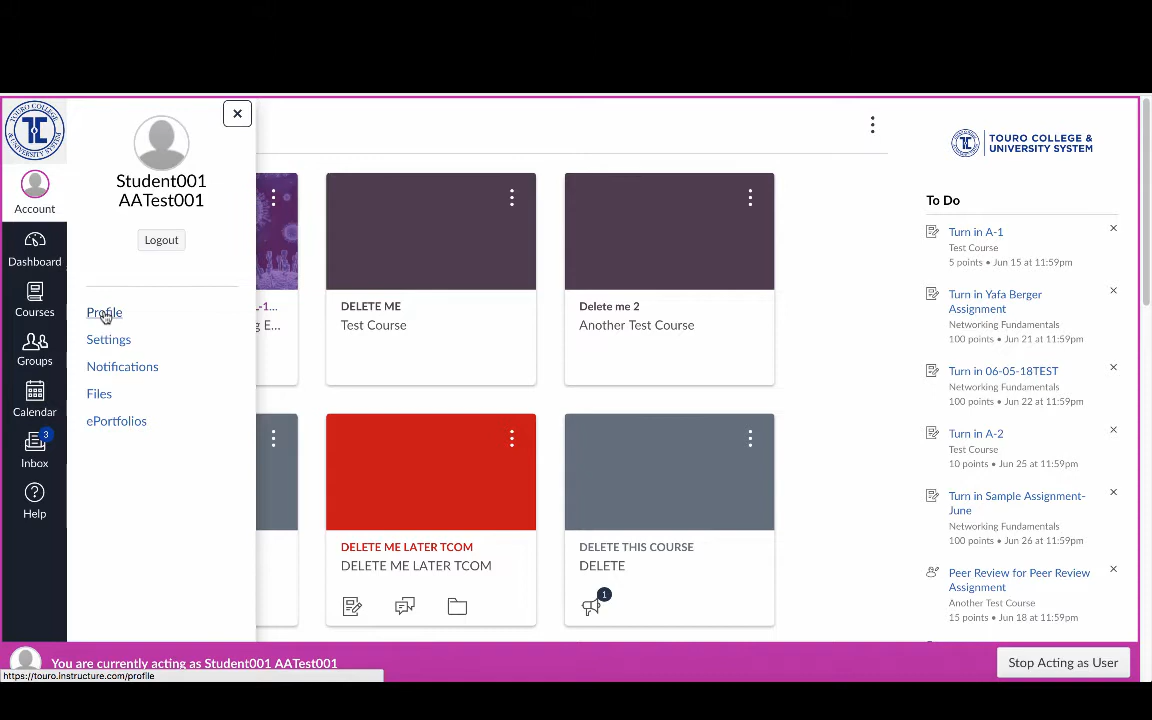 TOURO COLLEGE
& UNIVERSITY SYSTEM
Account
Dashboard
Courses
Groups
Calendar
3
Inbox
Help
Student001
AATest001
Logout
Profile
Settings
Notifications
Files
ePortfolios
-1...
g E...
DELETE ME
Test Course
Delete me 2
Another Test Course
DELETE ME LATER TCOM
DELETE ME LATER TCOM
DELETE THIS COURSE
DELETE
1
TOURO COLLEGE &
UNIVERSITY SYSTEM
To Do
Turn in A-1
Test Course
5 points • Jun 15 at 11:59pm
Turn in Yafa Berger
Assignment
Networking Fundamentals
100 points • Jun 21 at 11:59pm
Turn in 06-05-18TEST
Networking Fundamentals
100 points • Jun 22 at 11:59pm
Turn in A-2
Test Course
10 points • Jun 25 at 11:59pm
Turn in Sample Assignment-
June
Networking Fundamentals
100 points • Jun 26 at 11:59pm
Peer Review for Peer Review
Assignment
Another Test Course
15 points • Jun 18 at 11:59pm
You are currently acting as Student001 AATest001
Stop Acting as User
https://touro.instructure.com/profile